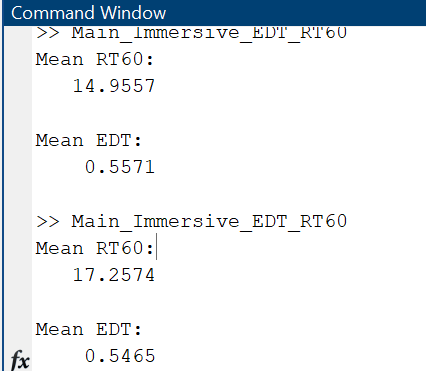 Command Window
>> Main_Immersive_EDT_RT60
Mean RT60:
14.9557
Mean EDT:
0.5571
>> Main_Immersive_EDT_RT60
Mean RT60:
17.2574
Mean EDT:
fx 0.5465